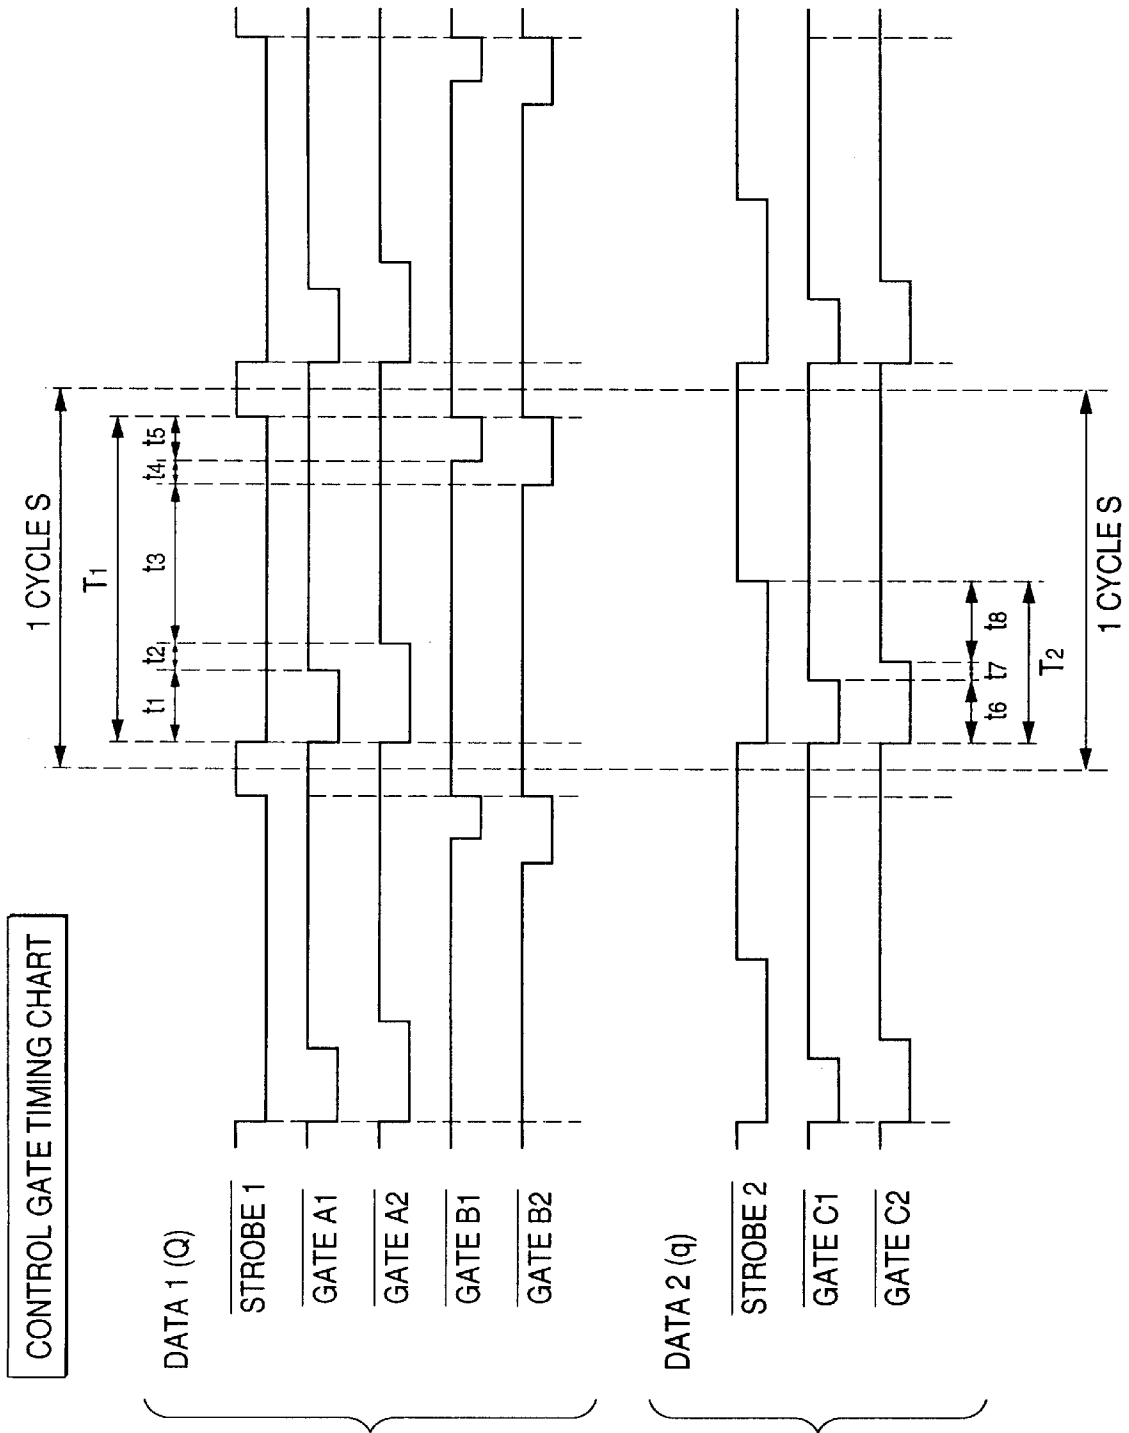 CONTROL GATE TIMING CHART
1 CYCLE S
T1
t1 t2 t3 t4 t5
DATA 1 (Q)
STROBE 1
GATE A1
GATE A2
GATE B1
GATE B2
DATA 2 (q)
STROBE 2
GATE C1
GATE C2
t6 t7 t8
T2
1 CYCLE S